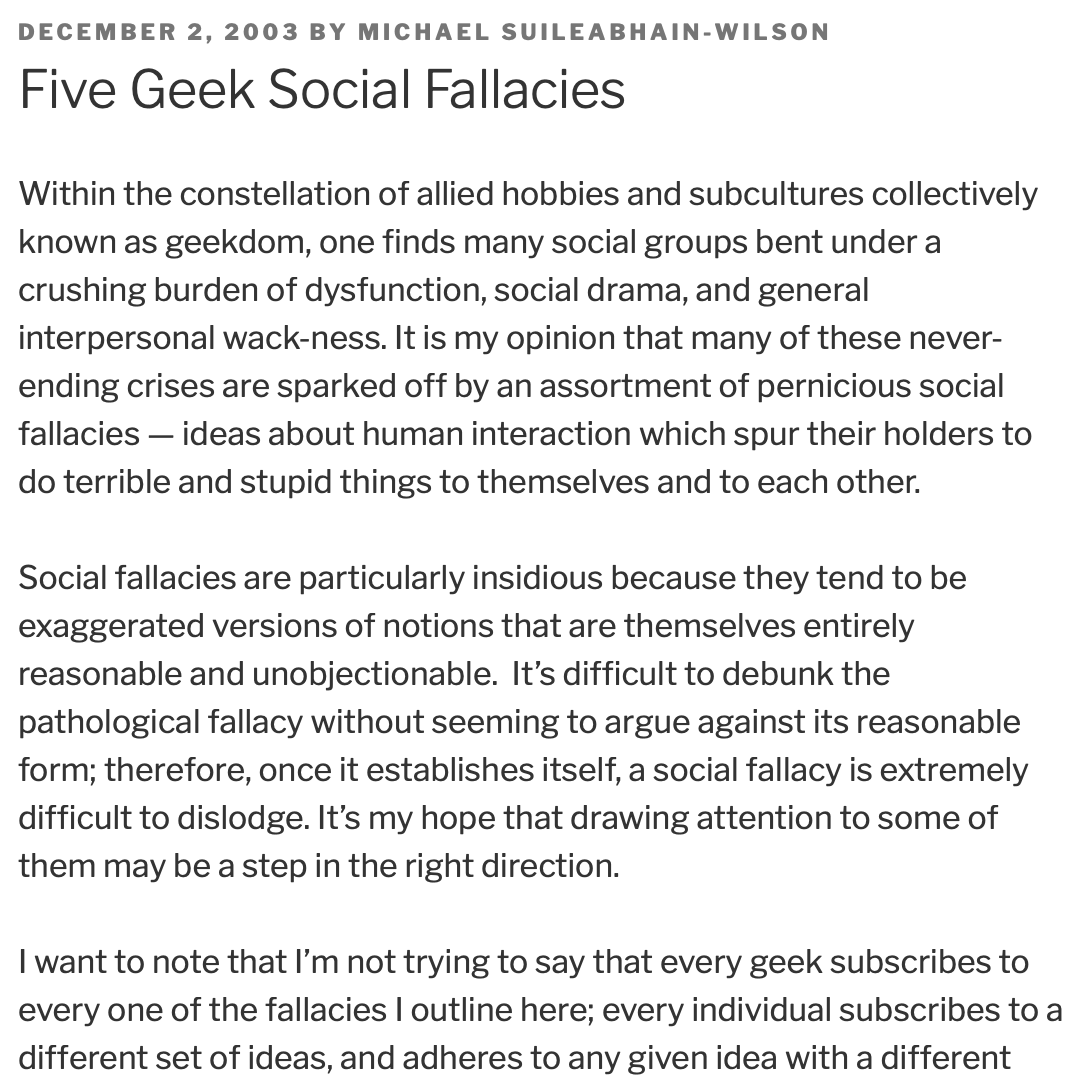 DECEMBER 2, 2003 BY MICHAEL SUILEABHAIN-WILSON
Five Geek Social Fallacies
Within the constellation of allied hobbies and subcultures collectively
known as geekdom, one finds many social groups bent under a
crushing burden of dysfunction, social drama, and general
interpersonal wack-ness. It is my opinion that many of these never-
ending crises are sparked off by an assortment of pernicious social
fallacies — ideas about human interaction which spur their holders to
do terrible and stupid things to themselves and to each other.
Social fallacies are particularly insidious because they tend to be
exaggerated versions of notions that are themselves entirely
reasonable and unobjectionable.  It’s difficult to debunk the
pathological fallacy without seeming to argue against its reasonable
form; therefore, once it establishes itself, a social fallacy is extremely
difficult to dislodge. It’s my hope that drawing attention to some of
them may be a step in the right direction.
I want to note that I’m not trying to say that every geek subscribes to
every one of the fallacies I outline here; every individual subscribes to a
different set of ideas, and adheres to any given idea with a different